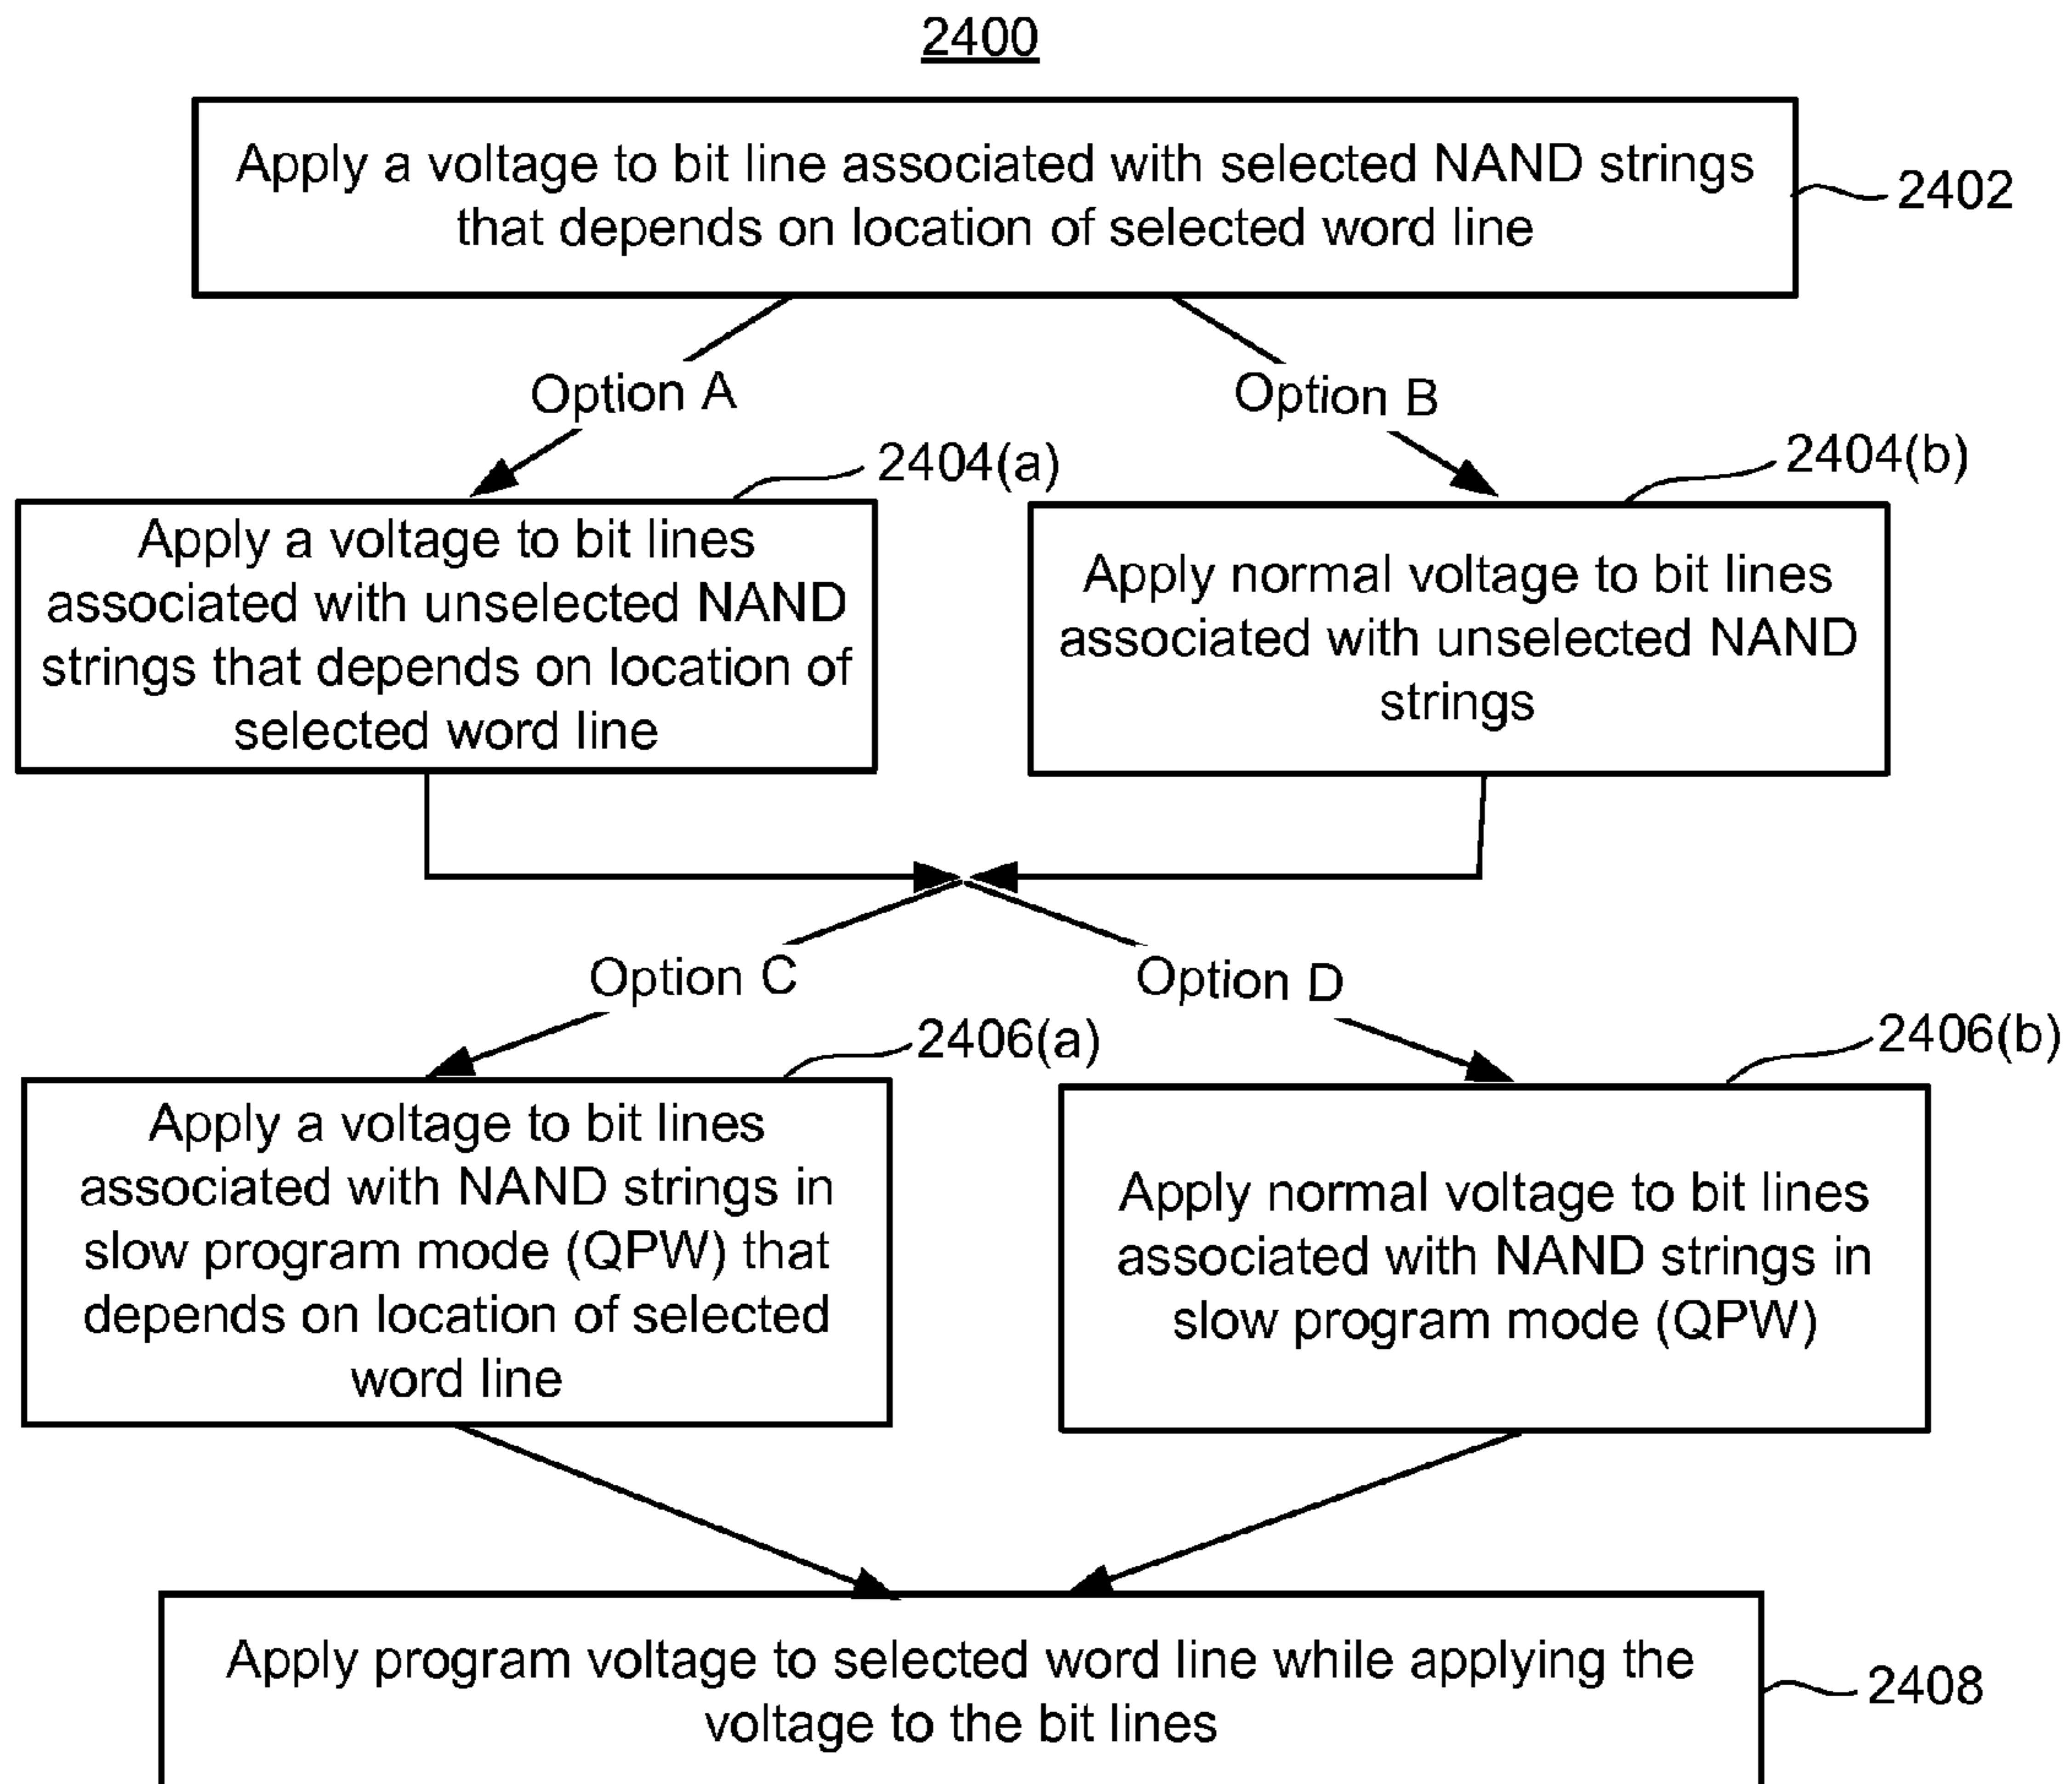 2400
Apply a voltage to bit line associated with selected NAND strings
that depends on location of selected word line
2402
Option A
Option B
2404(a)
2404(b)
Apply a voltage to bit lines
associated with unselected NAND
strings that depends on location of
selected word line
Apply normal voltage to bit lines
associated with unselected NAND
strings
Option C
Option D
2406(a)
2406(b)
Apply a voltage to bit lines
associated with NAND strings in
slow program mode (QPW) that
depends on location of selected
word line
Apply normal voltage to bit lines
associated with NAND strings in
slow program mode (QPW)
Apply program voltage to selected word line while applying the
voltage to the bit lines
2408